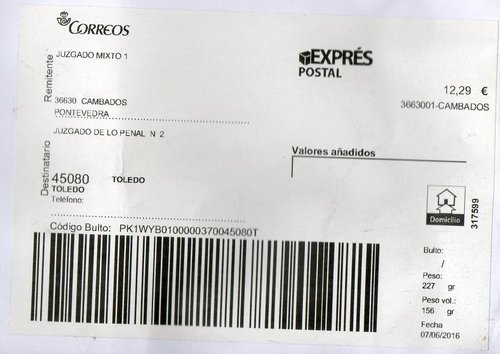 CORREOS
Remitente
JUZGADO MIXTO 1
36630 CAMBADOS
PONTEVEDRA
EXPRÉS
POSTAL
12,29 €
3663001-CAMBADOS
Destinatario
JUZGADO DE LO PENAL N 2
45080 TOLEDO
TOLEDO
Teléfono:
Valores añadidos
Domicilio
317599
Código Bulto: PK1WYB0100000370045080T
Bulto:
/
Peso:
227 gr
Peso vol.:
156 gr
Fecha
07/06/2016